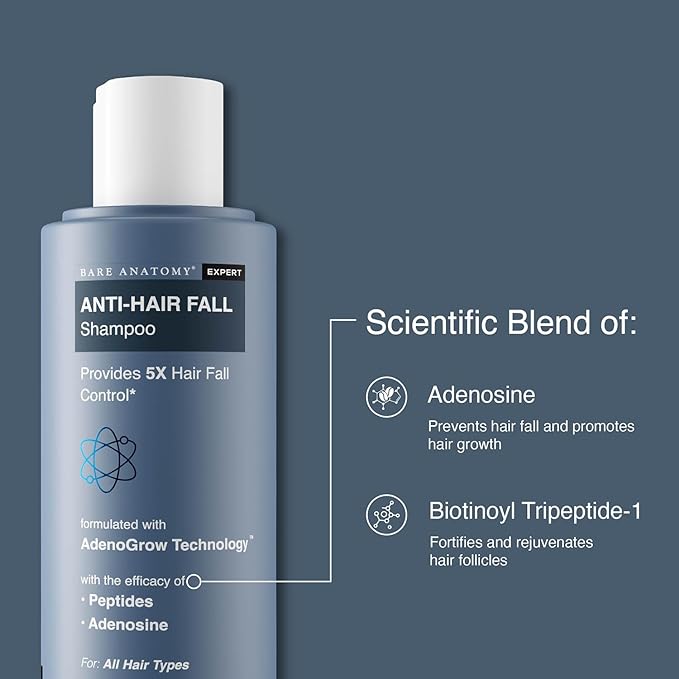 BARE ANATOMY® EXPERT
ANTI-HAIR FALL
Shampoo
Provides 5X Hair Fall
Control*
formulated with
AdenoGrow Technology™
with the efficacy of
• Peptides
• Adenosine
For: All Hair Types
Scientific Blend of:
Adenosine
Prevents hair fall and promotes
hair growth
Biotinoyl Tripeptide-1
Fortifies and rejuvenates
hair follicles